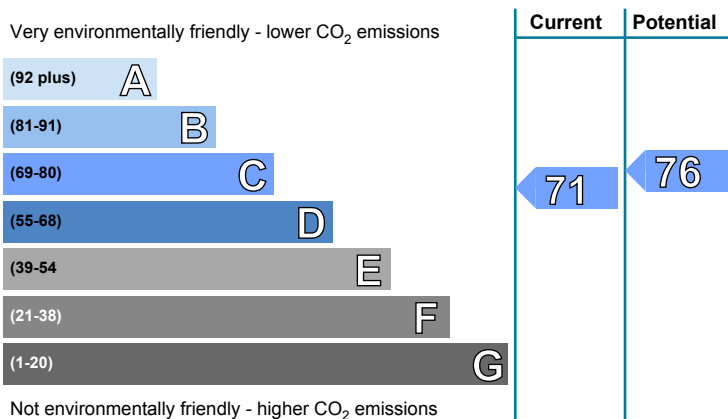 Current Potential
Very environmentally friendly - lower CO2 emissions
(92 plus) A
(81-91) B
(69-80) C
(55-68) D
(39-54 E
(21-38) F
(1-20) G
71
76
Not environmentally friendly - higher CO2 emissions